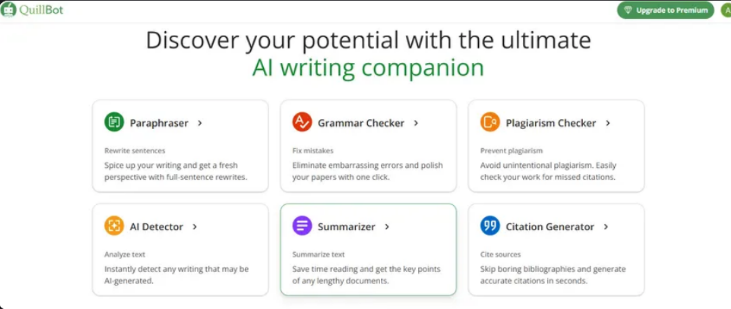 QuillBot
Upgrade to Premium
A
Discover your potential with the ultimate
AI writing companion
Paraphraser >
Rewrite sentences
Spice up your writing and get a fresh
perspective with full-sentence rewrites.
Grammar Checker >
Fix mistakes
Eliminate embarrassing errors and polish
your papers with one click.
Plagiarism Checker >
Prevent plagiarism
Avoid unintentional plagiarism. Easily
check your work for missed citations.
AI Detector >
Analyze text
Instantly detect any writing that may be
AI-generated.
Summarizer >
Summarize text
Save time reading and get the key points
of any lengthy documents.
Citation Generator >
Cite sources
Skip boring bibliographies and generate
accurate citations in seconds.